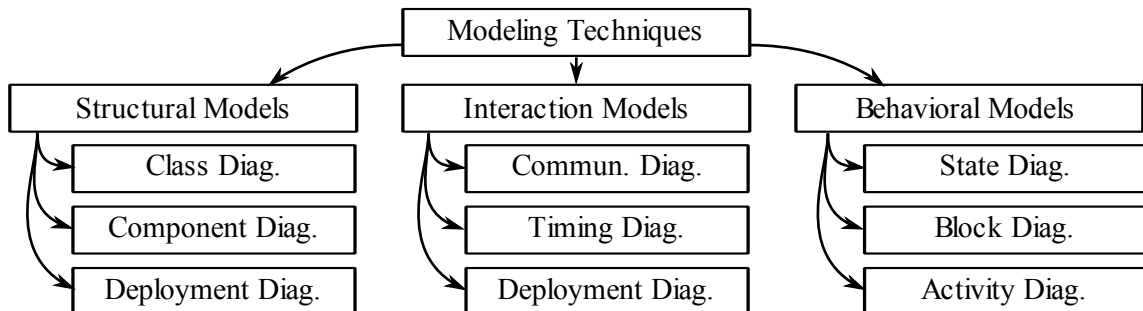 Modeling Techniques
Structural Models
Interaction Models
Behavioral Models
Class Diag.
Commun. Diag.
State Diag.
Component Diag.
Timing Diag.
Block Diag.
Deployment Diag.
Deployment Diag.
Activity Diag.